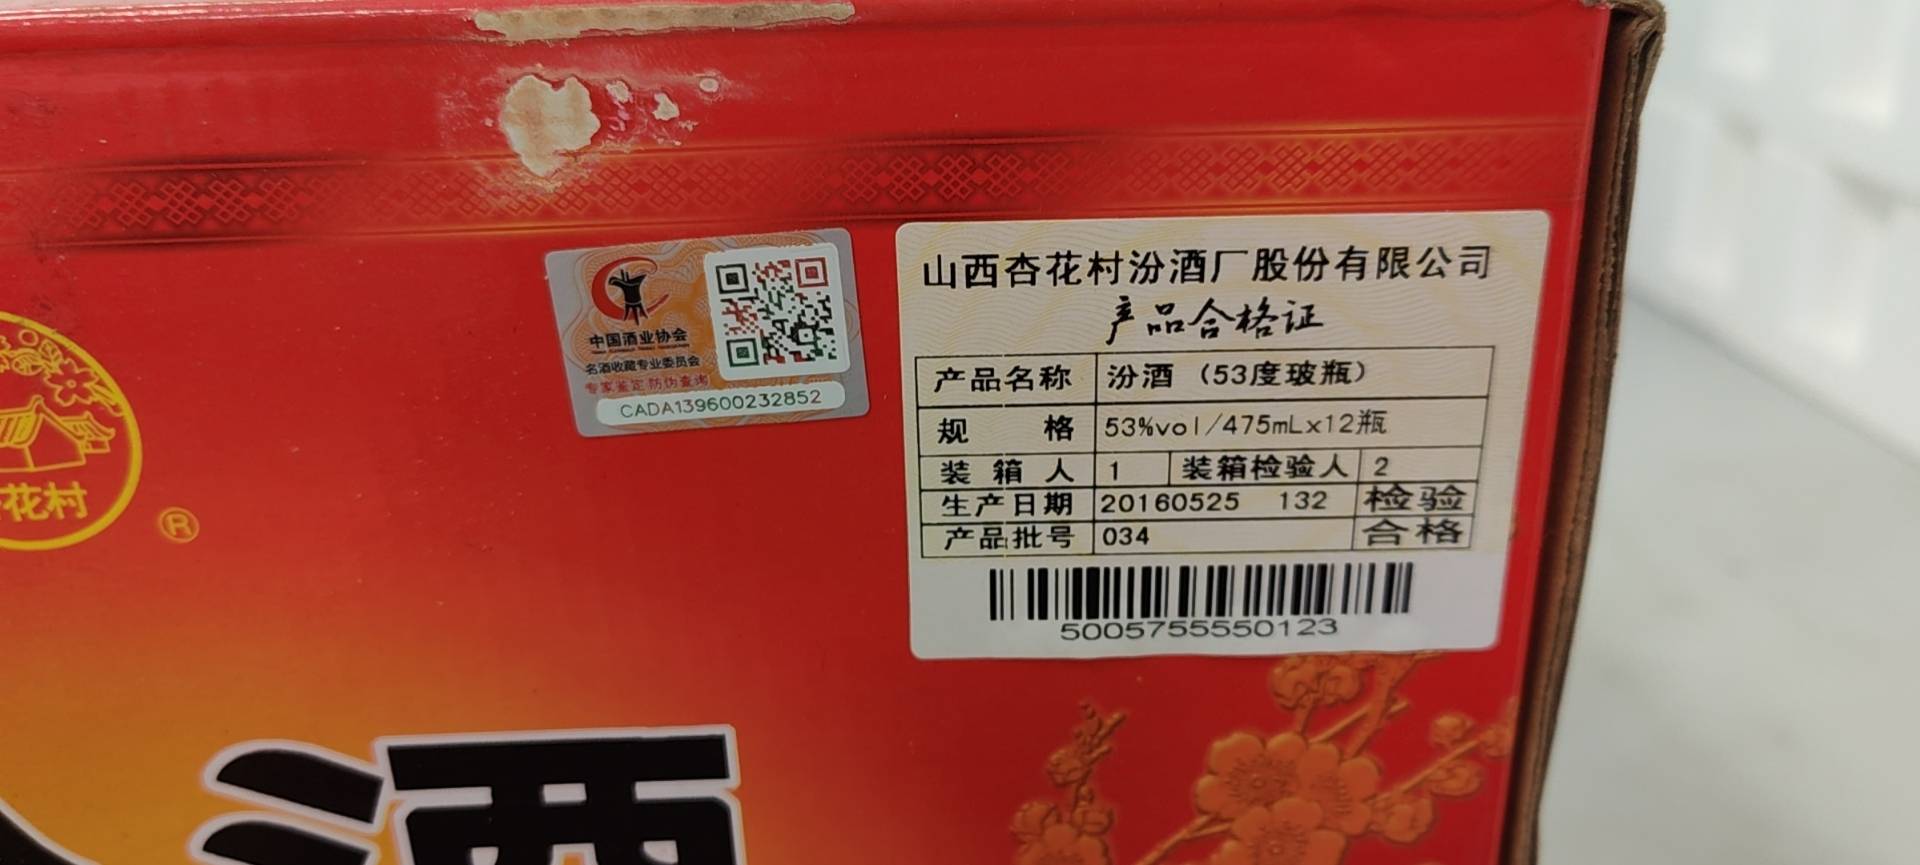 花村
®
中国酒业协会
名酒收藏专业委员会
专家鉴定 防伪查询
CADA139600232852
山西杏花村汾酒厂股份有限公司
产品合格证
产品名称 汾酒（53度玻瓶）
规 格 53%vol/475mLx12瓶
装箱人 1 装箱检验人 2
生产日期 20160525 132 检验
产品批号 034 合格
5005755550123
酒